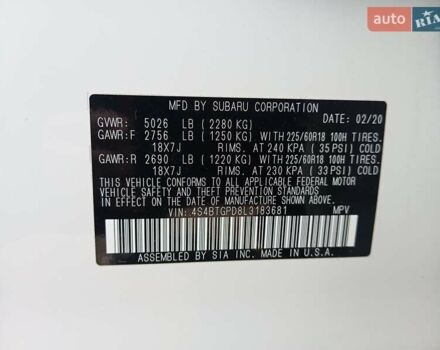 AUTO RIA
MFD BY SUBARU CORPORATION
DATE: 02/20
GVWR: 5026 LB (2280 KG)
GAWR:F 2756 LB (1250 KG) WITH 225/60R18 100H TIRES.
18X7J RIMS. AT 240 KPA (35 PSI) COLD
GAWR:R 2690 LB (1220 KG) WITH 225/60R18 100H TIRES.
18X7J RIMS. AT 230 KPA (33 PSI) COLD
THIS VEHICLE CONFORMS TO ALL APPLICABLE FEDERAL MOTOR
VEHICLE SAFETY AND THEFT PREVENTION STANDARDS IN EFFECT
ON THE DATE OF MANUFACTURE SHOWN ABOVE.
VIN: 4S4BTGPD8L3183681 MPV
ASSEMBLED BY SIA INC. MADE IN U.S.A.